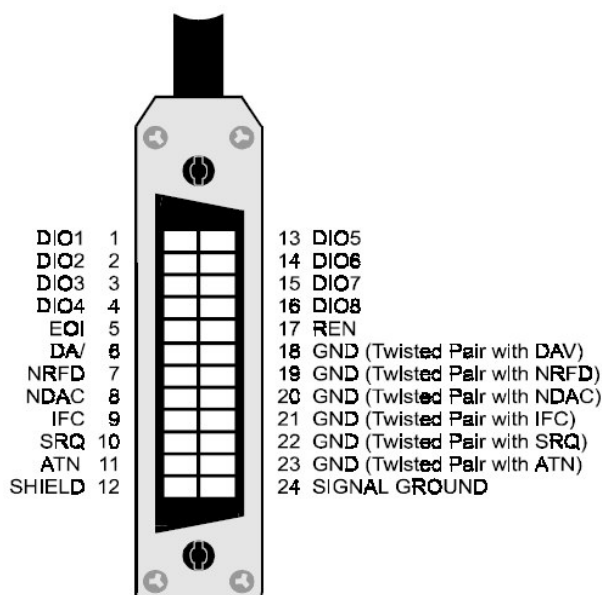 DIO1 1
DIO2 2
DIO3 3
DIO4 4
EOI 5
DAV 6
NRFD 7
NDAC 8
IFC 9
SRQ 10
ATN 11
SHIELD 12
13 DIO5
14 DIO6
15 DIO7
16 DIO8
17 REN
18 GND (Twisted Pair with DAV)
19 GND (Twisted Pair with NRFD)
20 GND (Twisted Pair with NDAC)
21 GND (Twisted Pair with IFC)
22 GND (Twisted Pair with SRQ)
23 GND (Twisted Pair with ATN)
24 SIGNAL GROUND